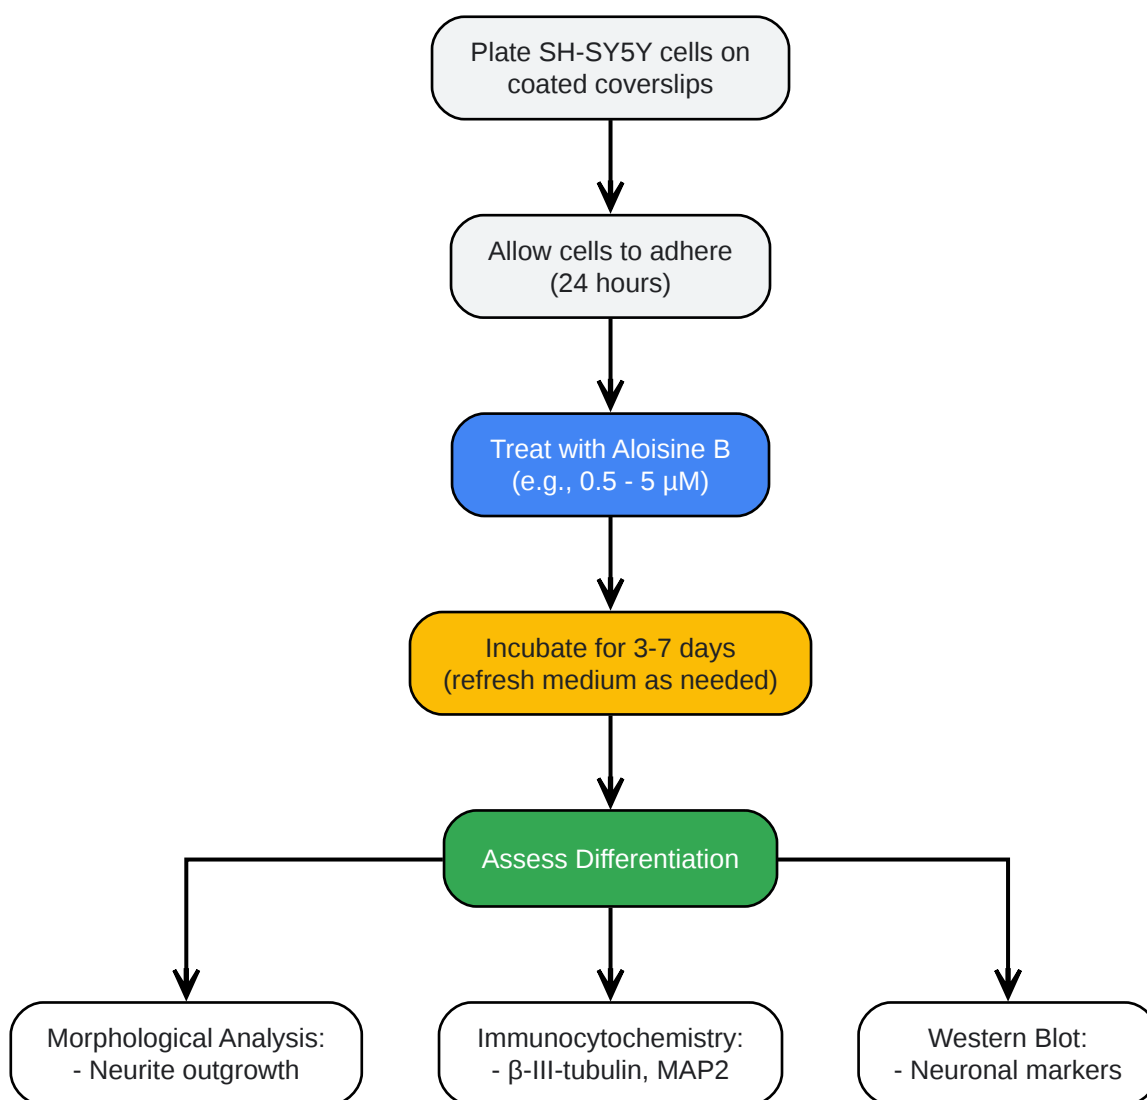 Plate SH-SY5Y cells on
coated coverslips
Allow cells to adhere
(24 hours)
Treat with Aloisine B
(e.g., 0.5 - 5 µM)
Incubate for 3-7 days
(refresh medium as needed)
Assess Differentiation
Morphological Analysis:
- Neurite outgrowth
Immunocytochemistry:
- β-III-tubulin, MAP2
Western Blot:
- Neuronal markers